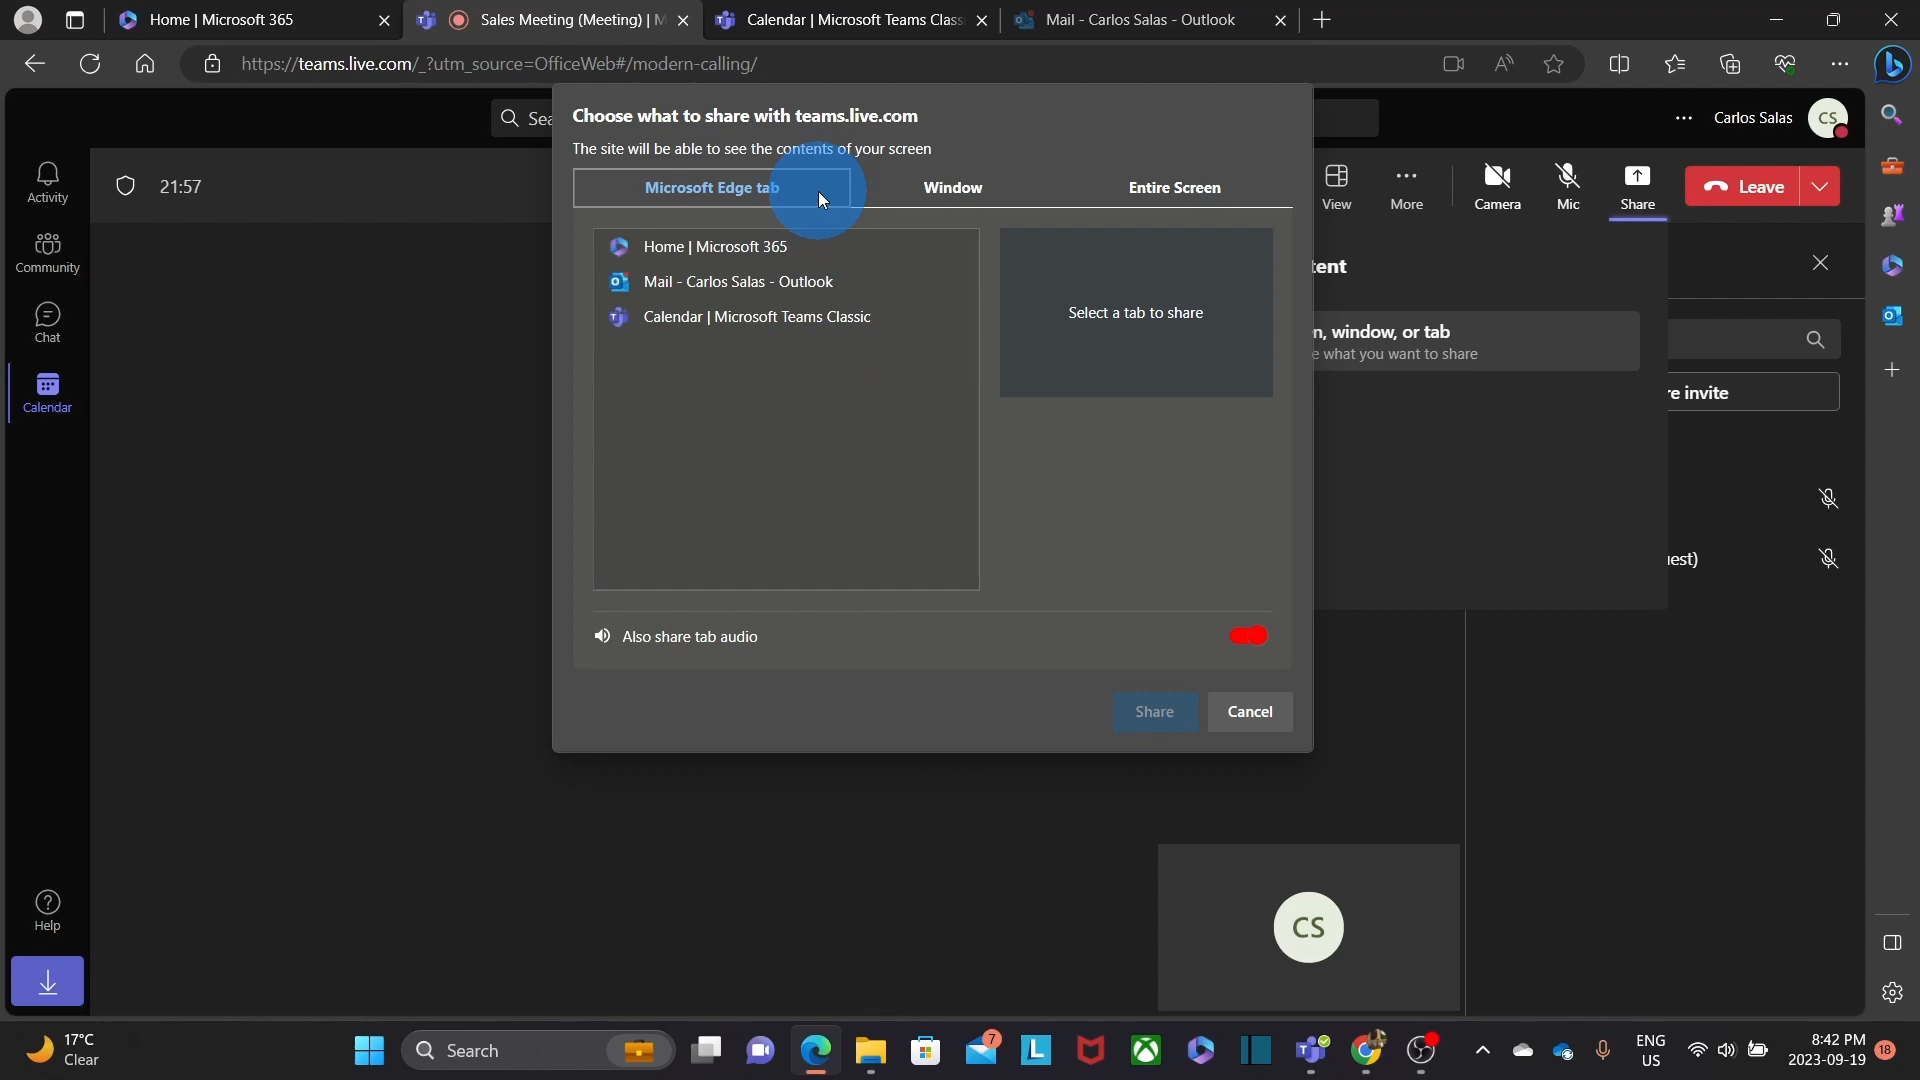 Home | Microsoft 365
Sales Meeting (Meeting) | M
Calendar | Microsoft Teams Class
Mail - Carlos Salas - Outlook
https://teams.live.com/_?utm_source=OfficeWeb#/modern-calling/
Sea
Carlos Salas
CS
Choose what to share with teams.live.com
The site will be able to see the contents of your screen
Microsoft Edge tab
Window
Entire Screen
Home | Microsoft 365
Mail - Carlos Salas - Outlook
Calendar | Microsoft Teams Classic
Select a tab to share
Also share tab audio
Share
Cancel
Activity
Community
Chat
Calendar
Help
21:57
View
More
Camera
Mic
Share
Leave
tent
n, window, or tab
e what you want to share
re invite
est)
CS
17°C
Clear
Search
7
L
ENG
US
8:42 PM
2023-09-19
18